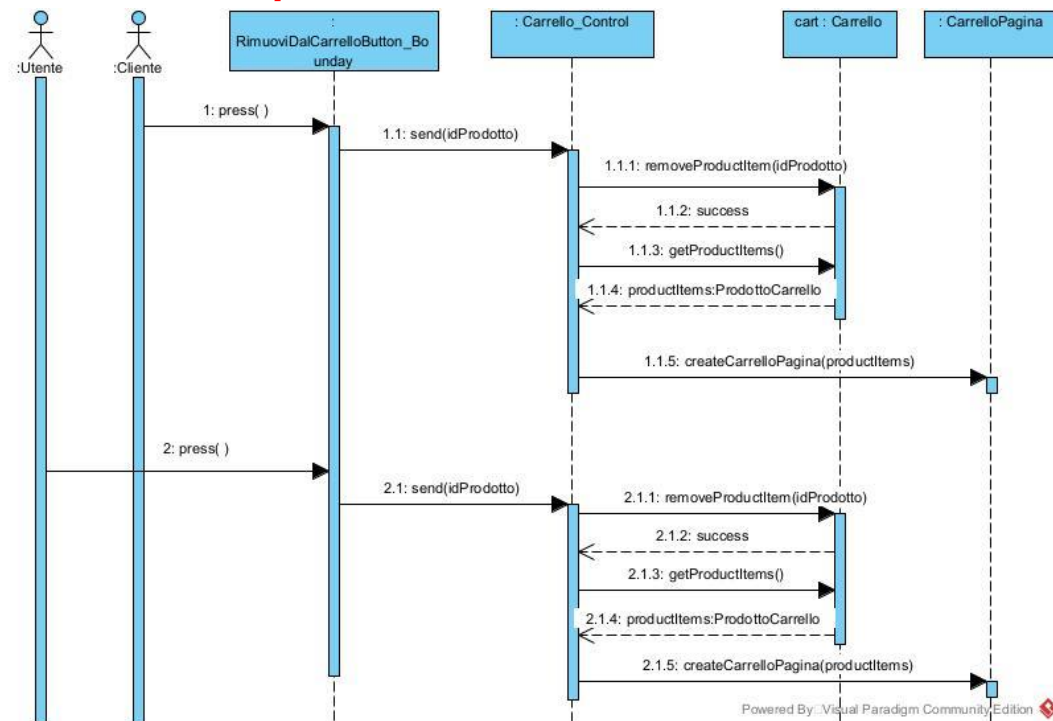 :
RimuoviDalCarrelloButton_Bo
unday
: Carrello_Control
cart : Carrello
: CarrelloPagina
:Utente
:Cliente
1: press( )
1.1: send(idProdotto)
1.1.1: removeProductItem(idProdotto)
1.1.2: success
1.1.3: getProductItems()
1.1.4: productItems:ProdottoCarrello
1.1.5: createCarrelloPagina(productItems)
2: press( )
2.1: send(idProdotto)
2.1.1: removeProductItem(idProdotto)
2.1.2: success
2.1.3: getProductItems()
2.1.4: productItems:ProdottoCarrello
2.1.5: createCarrelloPagina(productItems)
Powered By Visual Paradigm Community Edition